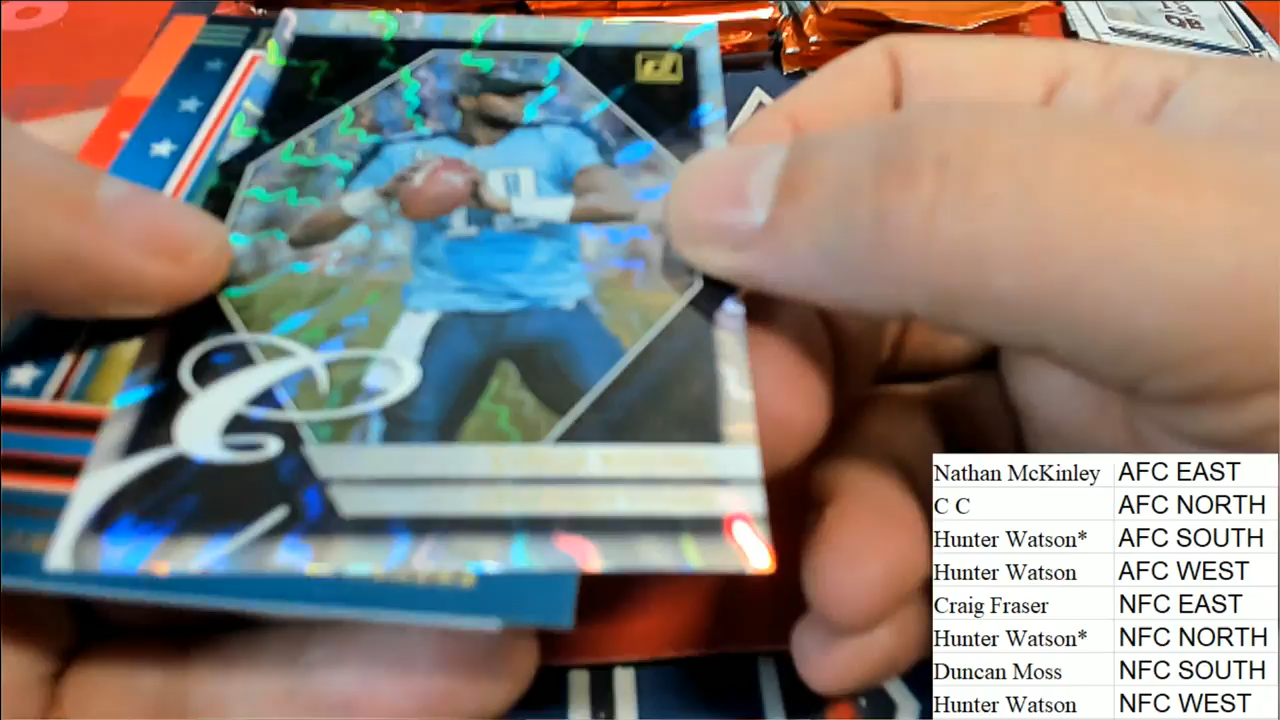 Nathan McKinley AFC EAST
C C AFC NORTH
Hunter Watson* AFC SOUTH
Hunter Watson AFC WEST
Craig Fraser NFC EAST
Hunter Watson* NFC NORTH
Duncan Moss NFC SOUTH
Hunter Watson NFC WEST